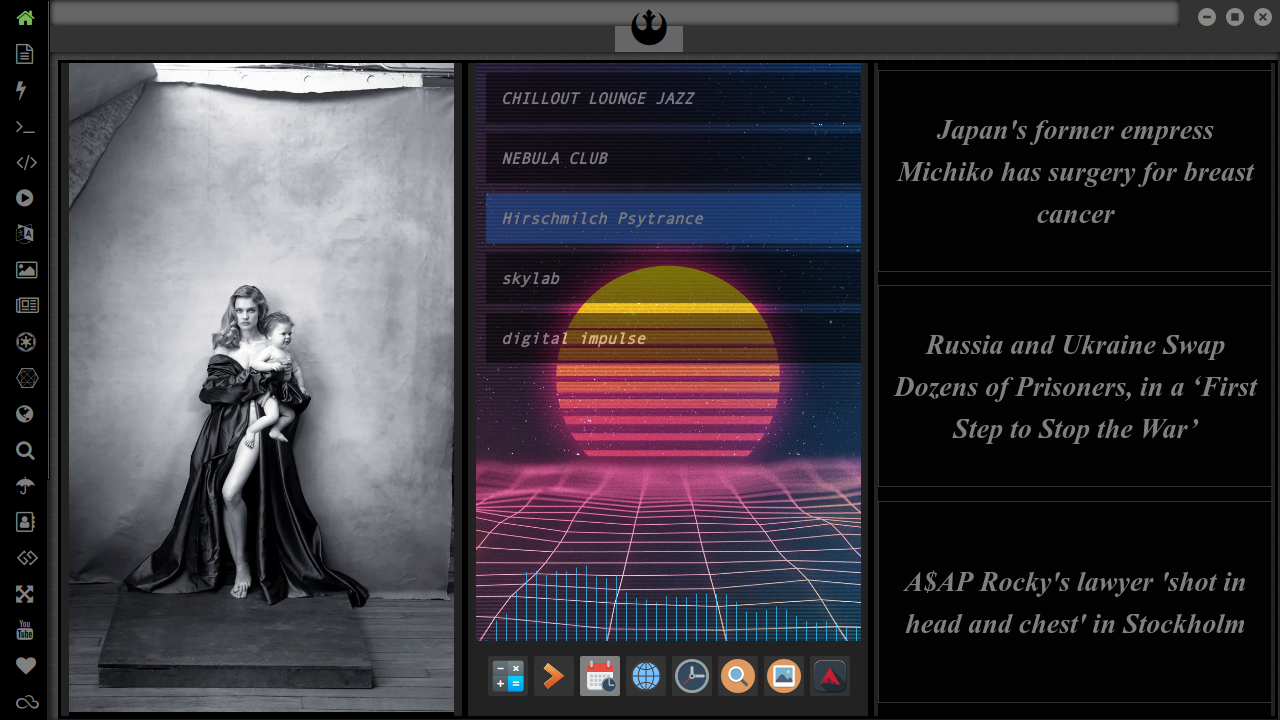 CHILLOUT LOUNGE JAZZ
NEBULA CLUB
Hirschmilch Psytrance
skylab
digital impulse
Japan's former empress
Michiko has surgery for breast
cancer
Russia and Ukraine Swap
Dozens of Prisoners, in a ‘First
Step to Stop the War’
A$AP Rocky's lawyer 'shot in
head and chest' in Stockholm
You
Tube